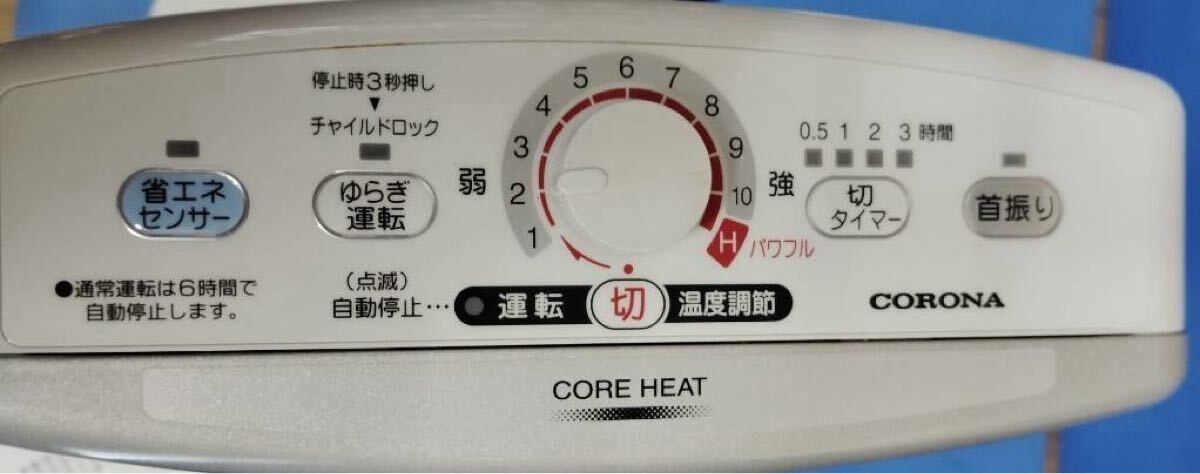 停止時3秒押し
▼
チャイルドロック
省エネ
センサー
ゆらぎ
運転
弱
1
2
3
4
5
6
7
8
9
10
H
パワフル
強
0.5 1 2 3 時間
切
タイマー
首振り
●通常運転は6時間で
自動停止します。
(点滅)
自動停止…
運転
切
温度調節
CORONA
CORE HEAT